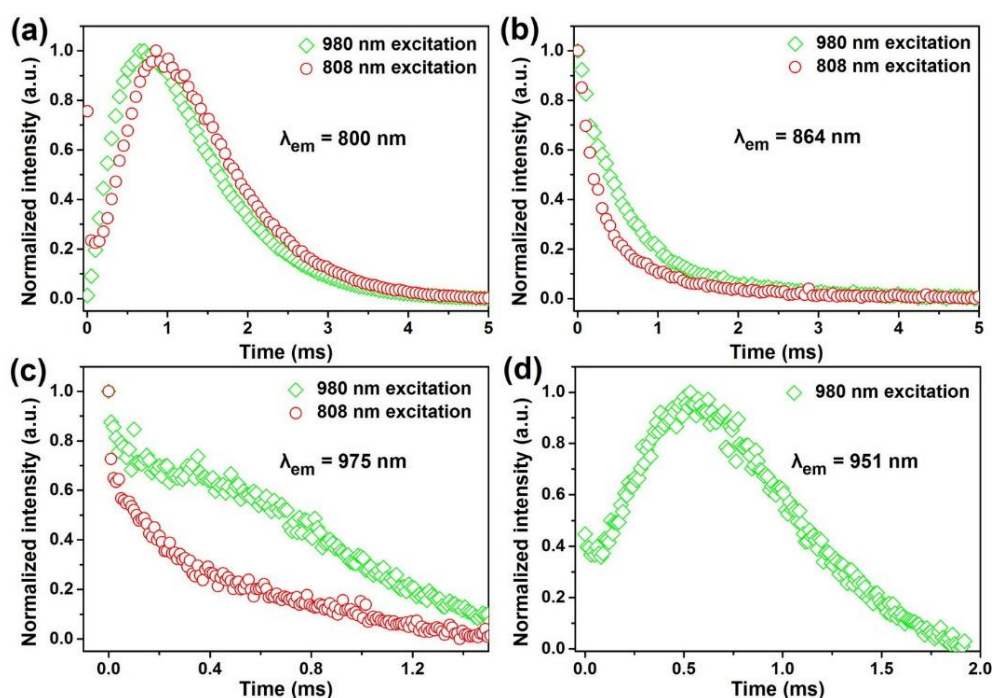 (a)
980 nm excitation
808 nm excitation
λem = 800 nm
Normalized intensity (a.u.)
1.0
0.8
0.6
0.4
0.2
0.0
0 1 2 3 4 5
Time (ms)
(b)
980 nm excitation
808 nm excitation
λem = 864 nm
Normalized intensity (a.u.)
1.0
0.8
0.6
0.4
0.2
0.0
0 1 2 3 4 5
Time (ms)
(c)
980 nm excitation
808 nm excitation
λem = 975 nm
Normalized intensity (a.u.)
1.0
0.8
0.6
0.4
0.2
0.0
0.0 0.4 0.8 1.2
Time (ms)
(d)
980 nm excitation
λem = 951 nm
Normalized intensity (a.u.)
1.0
0.8
0.6
0.4
0.2
0.0
0.0 0.5 1.0 1.5 2.0
Time (ms)